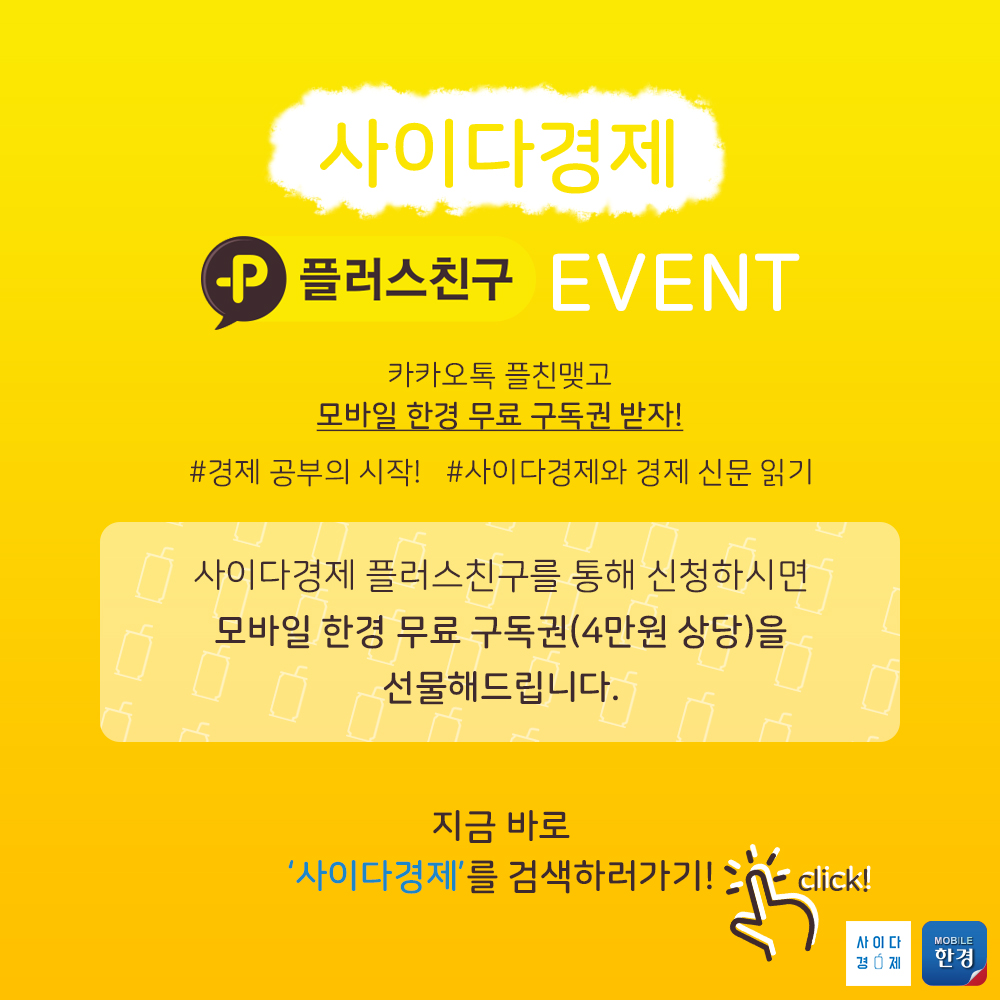 사이다경제
P 플러스친구 EVENT
카카오톡 플친맺고
모바일 한경 무료 구독권 받자!
#경제 공부의 시작! #사이다경제와 경제 신문 읽기
사이다경제 플러스친구를 통해 신청하시면
모바일 한경 무료 구독권(4만원 상당)을
선물해드립니다.
지금 바로
‘사이다경제’를 검색하러가기!
click!
사이다
경제
MOBILE
한경